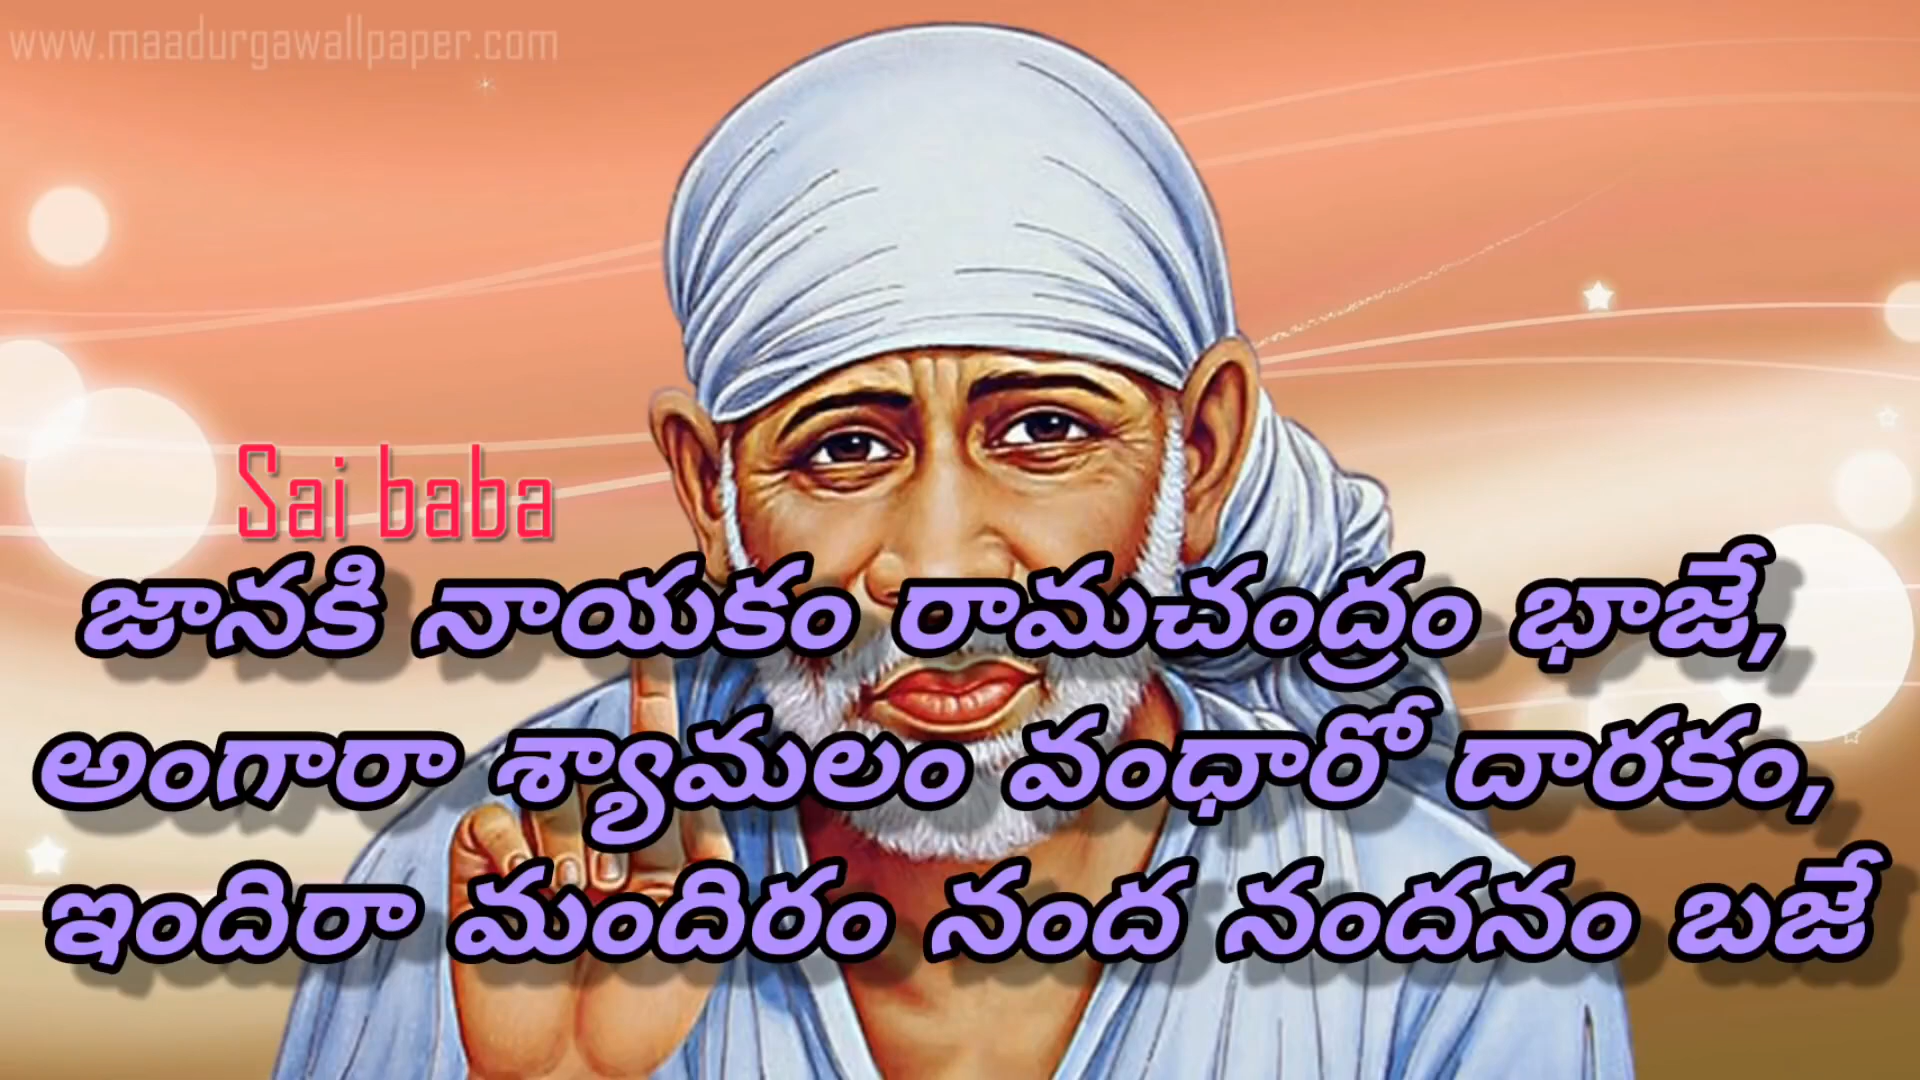 www.maadurgawallpaper.com
Sai baba
జానకి నాయకం రామచంద్రం భాజే,
అంగారా శ్యామలం వంధారో దారకం,
ఇందిరా మందిరం నంద నందనం బజే